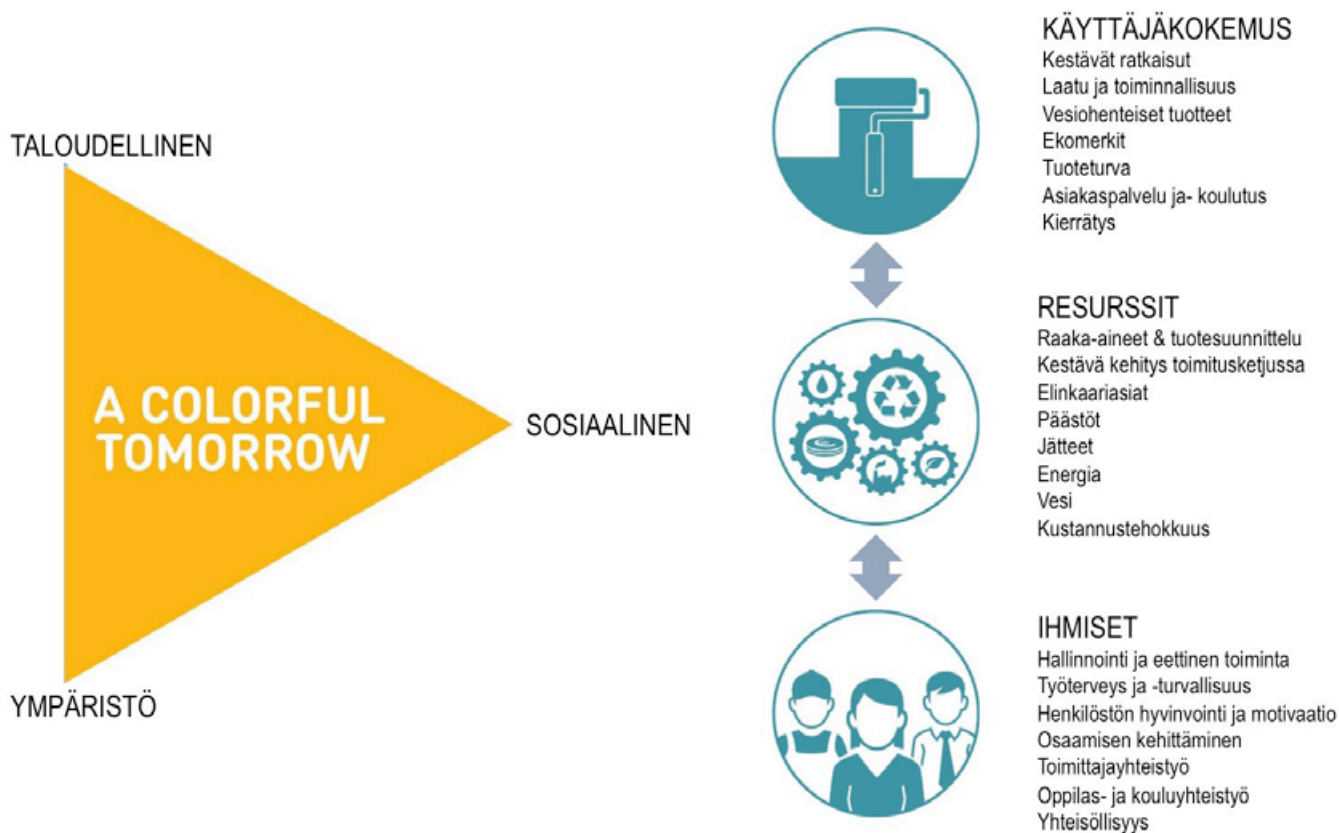 TALOUDELLINEN
A COLORFUL
TOMORROW
SOSIAALINEN
YMPÄRISTÖ
KÄYTTÄJÄKOKEMUS
Kestävät ratkaisut
Laatu ja toiminnallisuus
Vesiohenteiset tuotteet
Ekomerkit
Tuoteturva
Asiakaspalvelu ja- koulutus
Kierrätys
RESURSSIT
Raaka-aineet & tuotesuunnittelu
Kestävä kehitys toimitusketjussa
Elinkaariasiat
Päästöt
Jätteet
Energia
Vesi
Kustannustehokkuus
IHMISET
Hallinnointi ja eettinen toiminta
Työterveys ja -turvallisuus
Henkilöstön hyvinvointi ja motivaatio
Osaamisen kehittäminen
Toimittajayhteistyö
Oppilas- ja kouluyhteistyö
Yhteisöllisyys